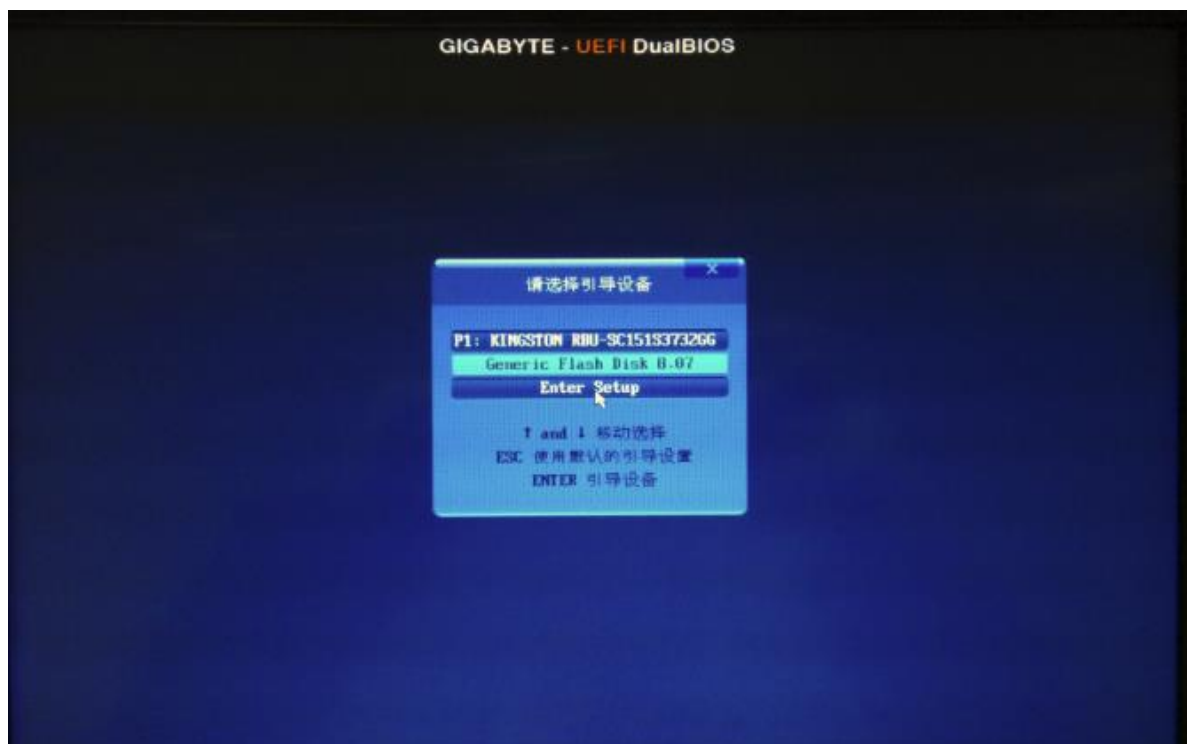 GIGABYTE - UEFI DualBIOS
X
请选择引导设备
P1: KINGSTON RBU-SC151S37326G
Generic Flash Disk 8.07
Enter Setup
↑ and ↓ 移动选择
ESC 使用默认的引导设置
ENTER 引导设备